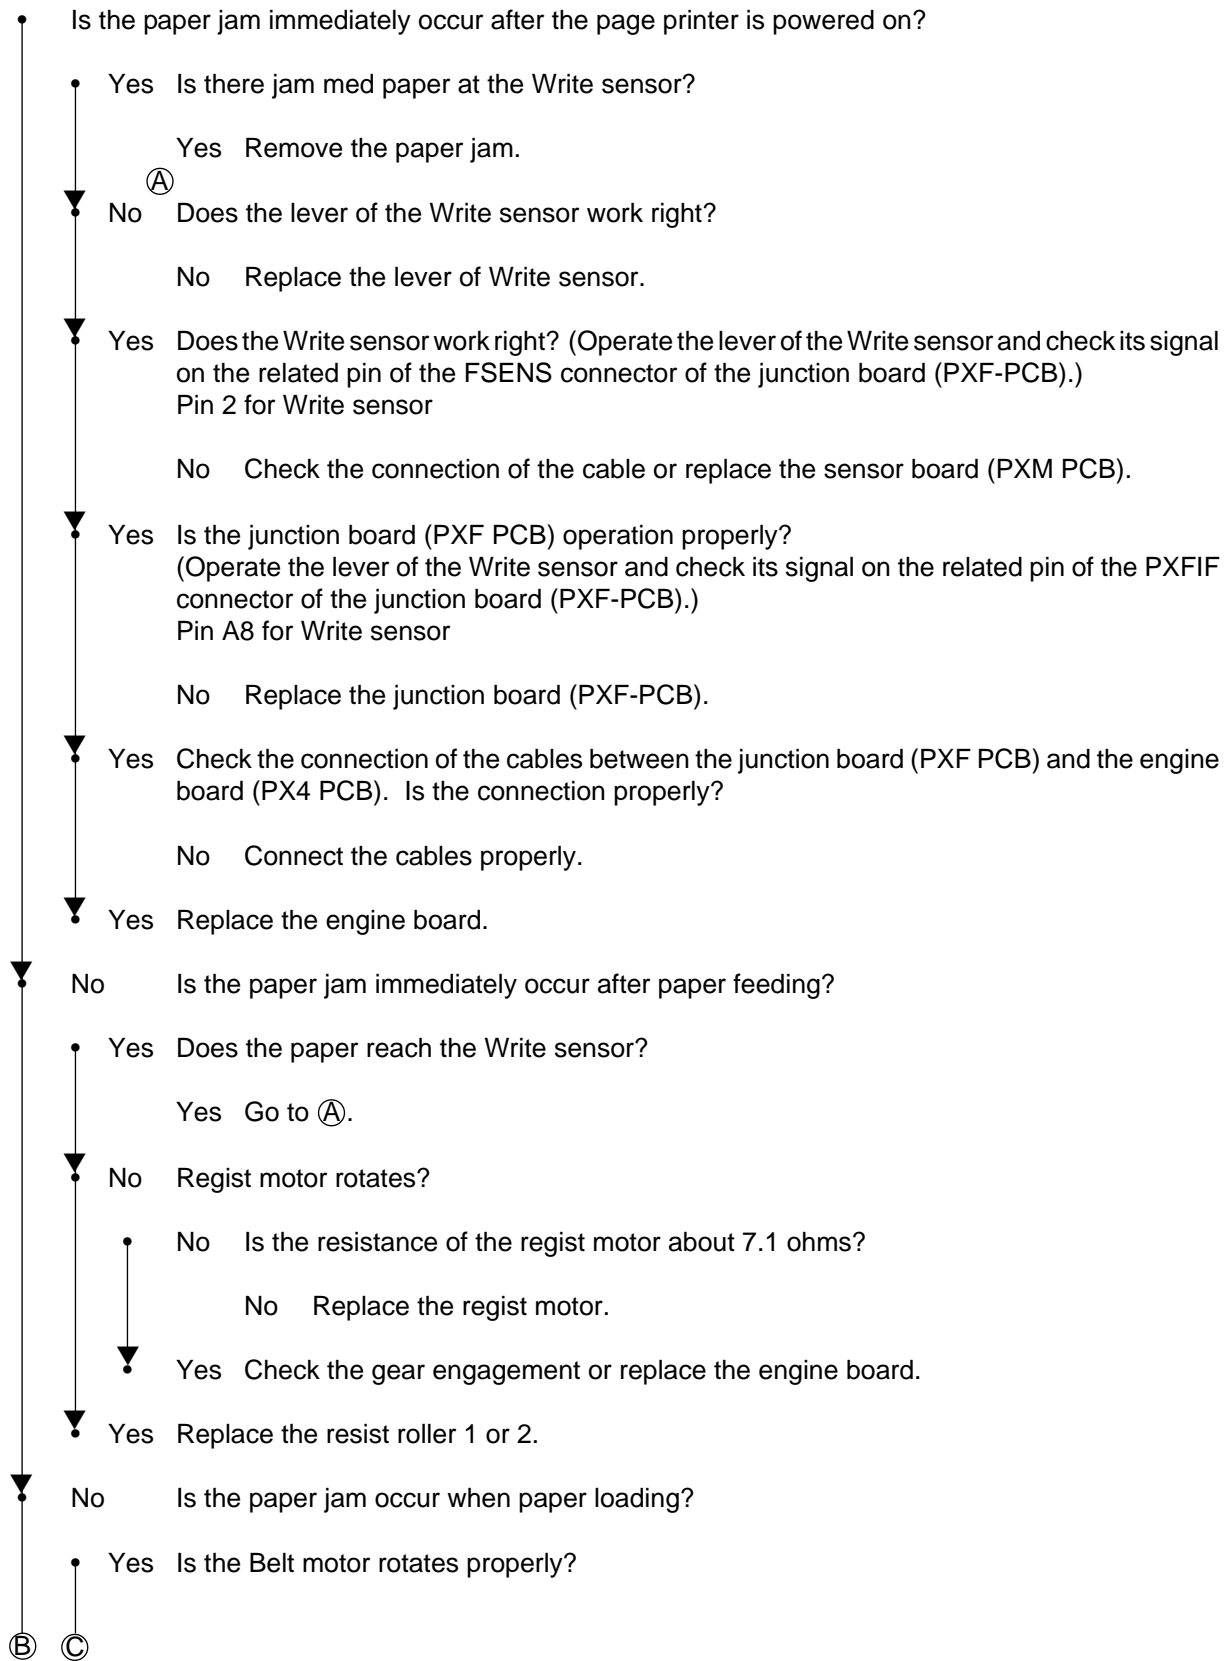 Is the paper jam immediately occur after the page printer is powered on?
Yes Is there jam med paper at the Write sensor?
Yes Remove the paper jam.
Ⓐ
No Does the lever of the Write sensor work right?
No Replace the lever of Write sensor.
Yes Does the Write sensor work right? (Operate the lever of the Write sensor and check its signal
on the related pin of the FSENS connector of the junction board (PXF-PCB).)
Pin 2 for Write sensor
No Check the connection of the cable or replace the sensor board (PXM PCB).
Yes Is the junction board (PXF PCB) operation properly?
(Operate the lever of the Write sensor and check its signal on the related pin of the PXFIF
connector of the junction board (PXF-PCB).)
Pin A8 for Write sensor
No Replace the junction board (PXF-PCB).
Yes Check the connection of the cables between the junction board (PXF PCB) and the engine
board (PX4 PCB). Is the connection properly?
No Connect the cables properly.
Yes Replace the engine board.
No Is the paper jam immediately occur after paper feeding?
Yes Does the paper reach the Write sensor?
Yes Go to Ⓐ.
No Regist motor rotates?
No Is the resistance of the regist motor about 7.1 ohms?
No Replace the regist motor.
Yes Check the gear engagement or replace the engine board.
Yes Replace the resist roller 1 or 2.
No Is the paper jam occur when paper loading?
Yes Is the Belt motor rotates properly?
Ⓑ Ⓒ